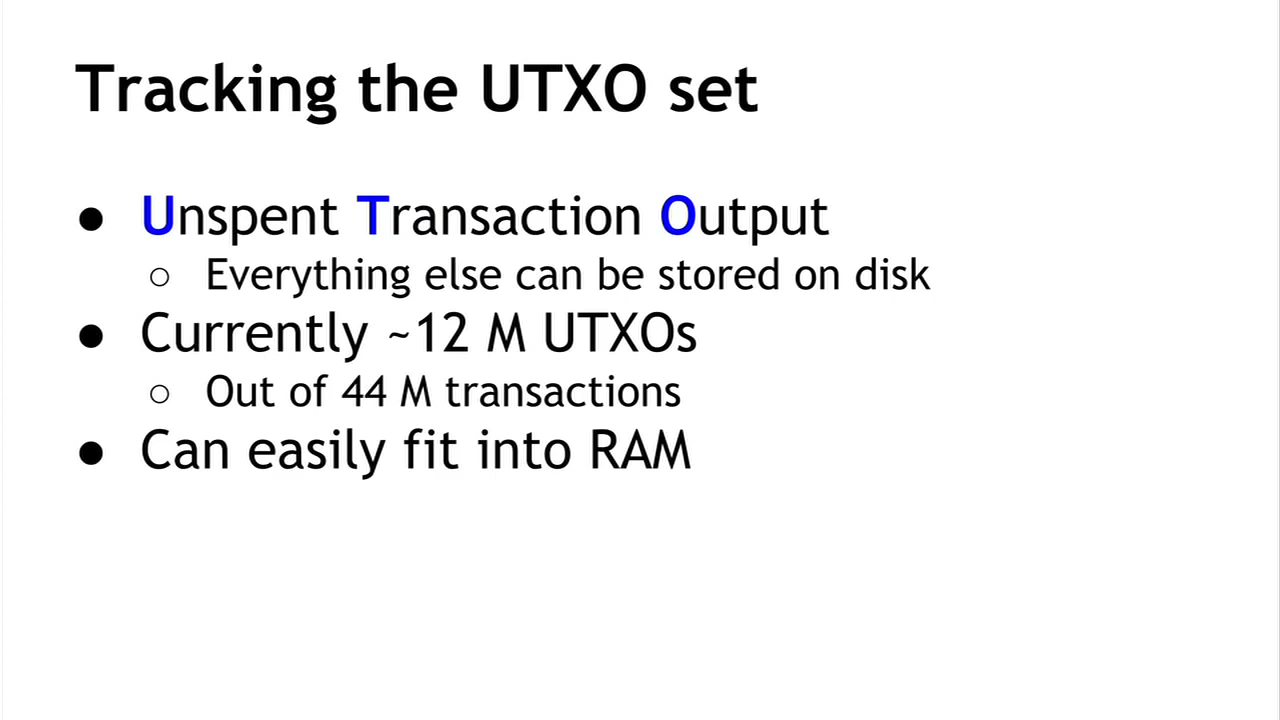 Tracking the UTXO set
● Unspent Transaction Output
○ Everything else can be stored on disk
● Currently ~12 M UTXOs
○ Out of 44 M transactions
● Can easily fit into RAM